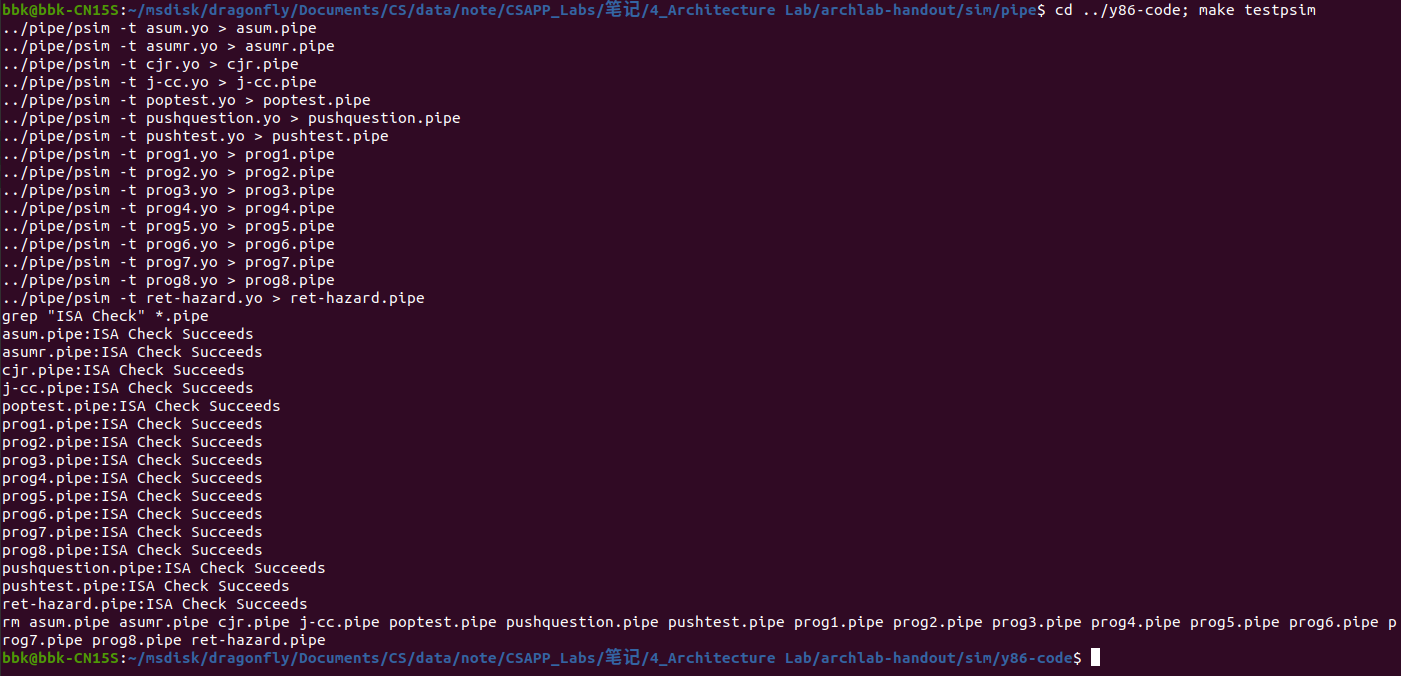 bbk@bbk-CN15S:~/msdisk/dragonfly/Documents/CS/data/note/CSAPP_Labs/笔记/4_Architecture Lab/archlab-handout/sim/pipe$ cd ../y86-code; make testpsim
../pipe/psim -t asum.yo > asum.pipe
../pipe/psim -t asumr.yo > asumr.pipe
../pipe/psim -t cjr.yo > cjr.pipe
../pipe/psim -t j-cc.yo > j-cc.pipe
../pipe/psim -t poptest.yo > poptest.pipe
../pipe/psim -t pushquestion.yo > pushquestion.pipe
../pipe/psim -t pushtest.yo > pushtest.pipe
../pipe/psim -t prog1.yo > prog1.pipe
../pipe/psim -t prog2.yo > prog2.pipe
../pipe/psim -t prog3.yo > prog3.pipe
../pipe/psim -t prog4.yo > prog4.pipe
../pipe/psim -t prog5.yo > prog5.pipe
../pipe/psim -t prog6.yo > prog6.pipe
../pipe/psim -t prog7.yo > prog7.pipe
../pipe/psim -t prog8.yo > prog8.pipe
../pipe/psim -t ret-hazard.yo > ret-hazard.pipe
grep "ISA Check" *.pipe
asum.pipe:ISA Check Succeeds
asumr.pipe:ISA Check Succeeds
cjr.pipe:ISA Check Succeeds
j-cc.pipe:ISA Check Succeeds
poptest.pipe:ISA Check Succeeds
prog1.pipe:ISA Check Succeeds
prog2.pipe:ISA Check Succeeds
prog3.pipe:ISA Check Succeeds
prog4.pipe:ISA Check Succeeds
prog5.pipe:ISA Check Succeeds
prog6.pipe:ISA Check Succeeds
prog7.pipe:ISA Check Succeeds
prog8.pipe:ISA Check Succeeds
pushquestion.pipe:ISA Check Succeeds
pushtest.pipe:ISA Check Succeeds
ret-hazard.pipe:ISA Check Succeeds
rm asum.pipe asumr.pipe cjr.pipe j-cc.pipe poptest.pipe pushquestion.pipe pushtest.pipe prog1.pipe prog2.pipe prog3.pipe prog4.pipe prog5.pipe prog6.pipe p
rog7.pipe prog8.pipe ret-hazard.pipe
bbk@bbk-CN15S:~/msdisk/dragonfly/Documents/CS/data/note/CSAPP_Labs/笔记/4_Architecture Lab/archlab-handout/sim/y86-code$